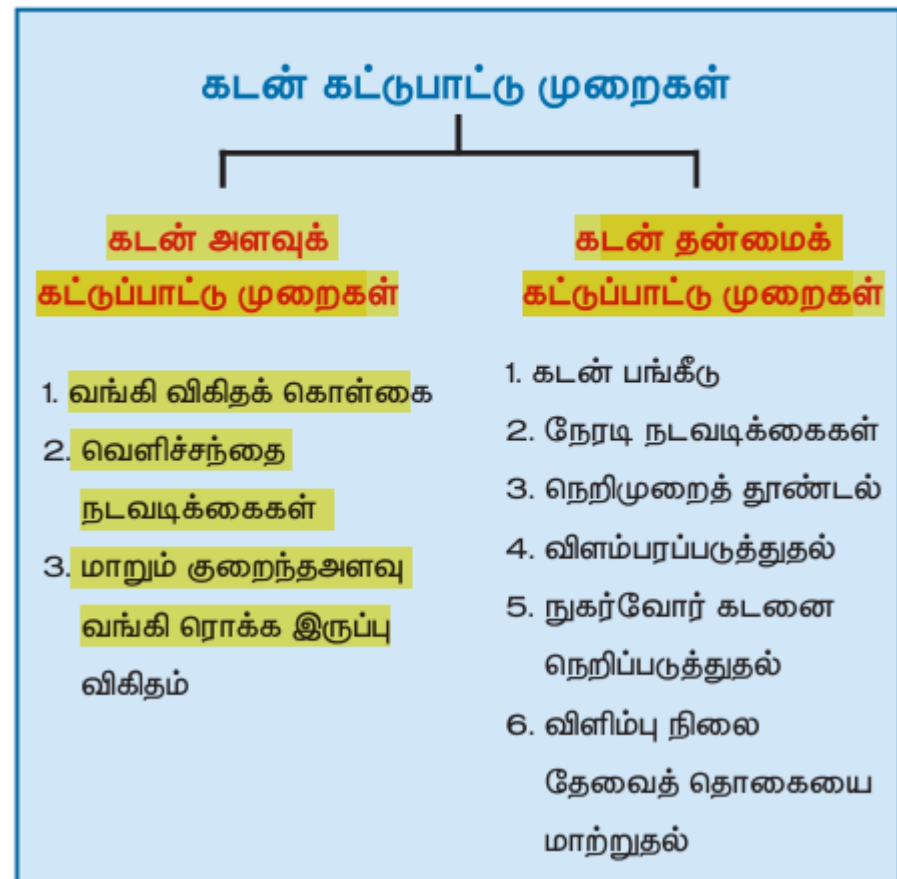 கடன் கட்டுபாட்டு முறைகள்
கடன் அளவுக்
கட்டுப்பாட்டு முறைகள்
1. வங்கி விகிதக் கொள்கை
2. வெளிச்சந்தை
நடவடிக்கைகள்
3. மாறும் குறைந்தஅளவு
வங்கி ரொக்க இருப்பு
விகிதம்
கடன் தன்மைக்
கட்டுப்பாட்டு முறைகள்
1. கடன் பங்கீடு
2. நேரடி நடவடிக்கைகள்
3. நெறிமுறைத் தூண்டல்
4. விளம்பரப்படுத்துதல்
5. நுகர்வோர் கடனை
நெறிப்படுத்துதல்
6. விளிம்பு நிலை
தேவைத் தொகையை
மாற்றுதல்